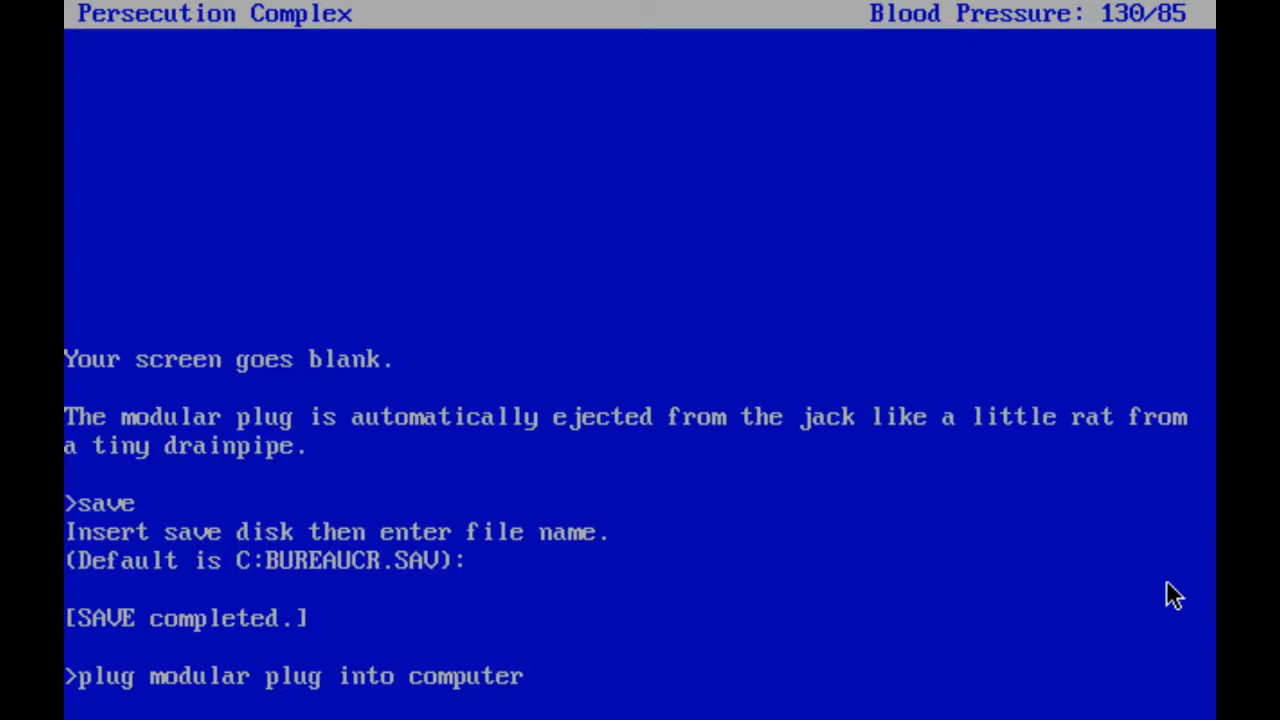 Persecution Complex Blood Pressure: 130/85
Your screen goes blank.
The modular plug is automatically ejected from the jack like a little rat from
a tiny drainpipe.
>save
Insert save disk then enter file name.
(Default is C:BUREAUCR.SAV):
[SAVE completed.]
>plug modular plug into computer